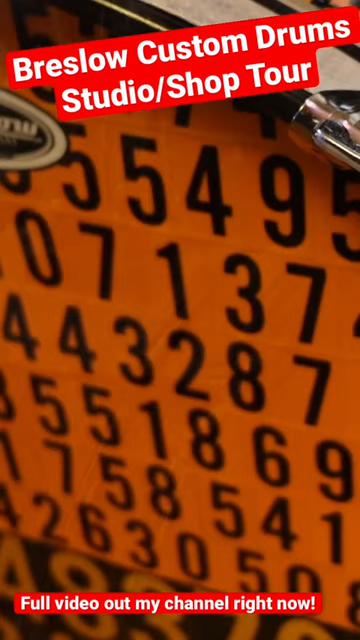 Breslow Custom Drums
Studio/Shop Tour
5 5 4 9 5
0 7 1 3 7
4 4 3 2 8 7
5 5 1 8 6 9
1 7 5 8 5 4 1
2 6 3 0 5 0
Full video out my channel right now!